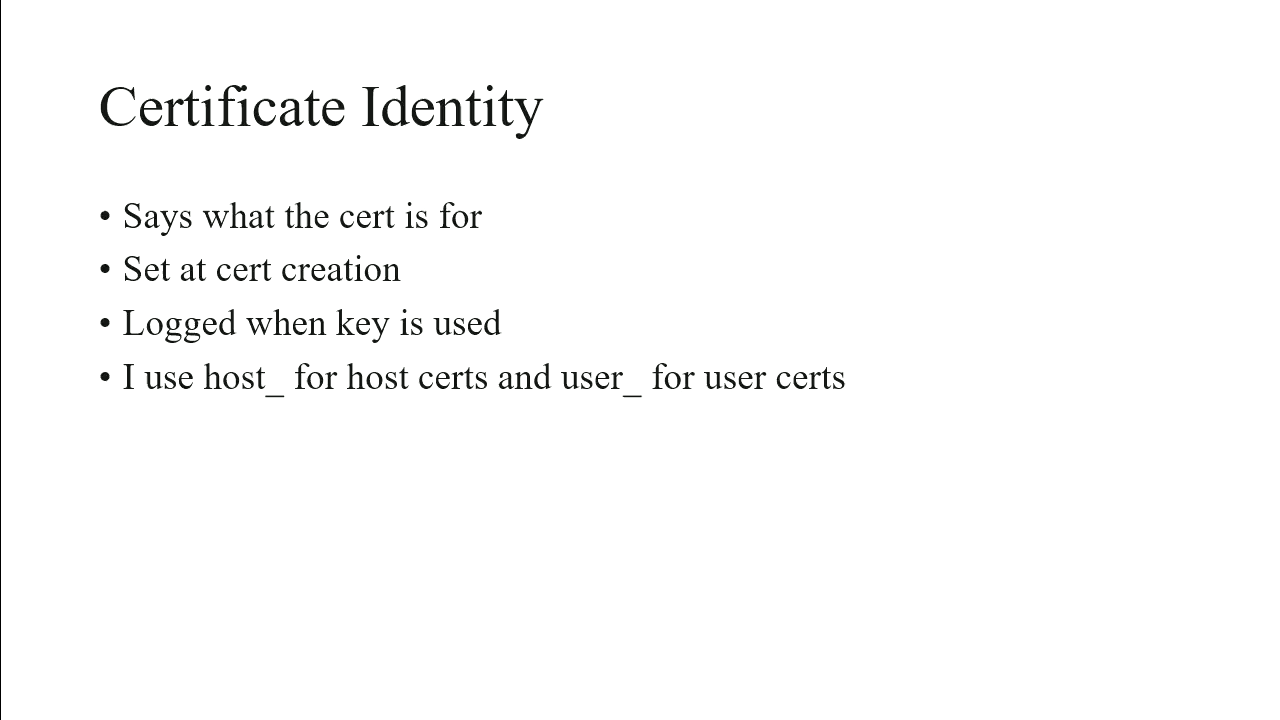 Certificate Identity
• Says what the cert is for
• Set at cert creation
• Logged when key is used
• I use host_ for host certs and user_ for user certs